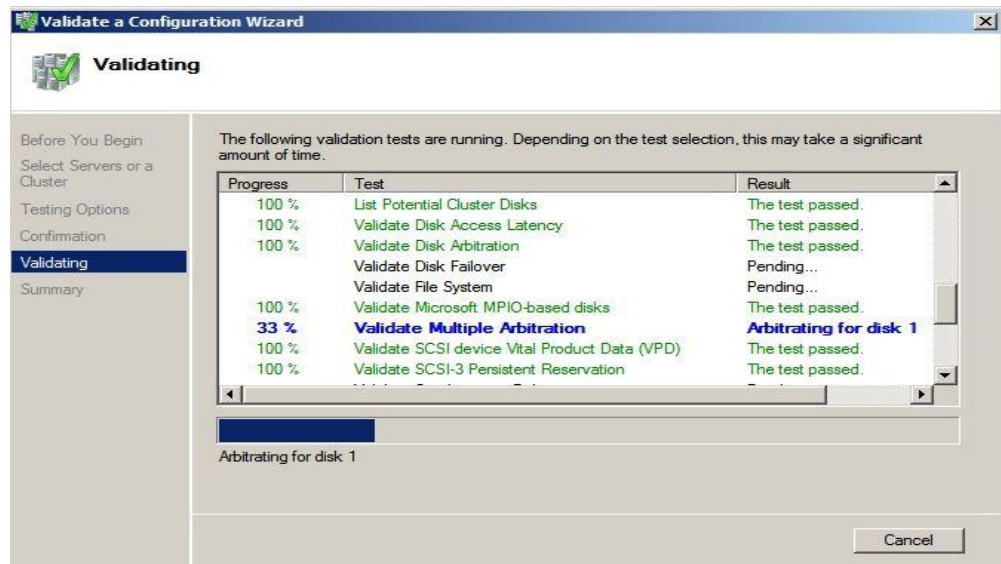 Validate a Configuration Wizard
Validating
Before You Begin
Select Servers or a
Cluster
Testing Options
Confirmation
Validating
Summary
The following validation tests are running. Depending on the test selection, this may take a significant
amount of time.
Progress Test Result
100 % List Potential Cluster Disks The test passed.
100 % Validate Disk Access Latency The test passed.
100 % Validate Disk Arbitration The test passed.
Validate Disk Failover Pending...
Validate File System Pending...
100 % Validate Microsoft MPIO-based disks The test passed.
33 % Validate Multiple Arbitration Arbitrating for disk 1
100 % Validate SCSI device Vital Product Data (VPD) The test passed.
100 % Validate SCSI-3 Persistent Reservation The test passed.
Arbitrating for disk 1
Cancel